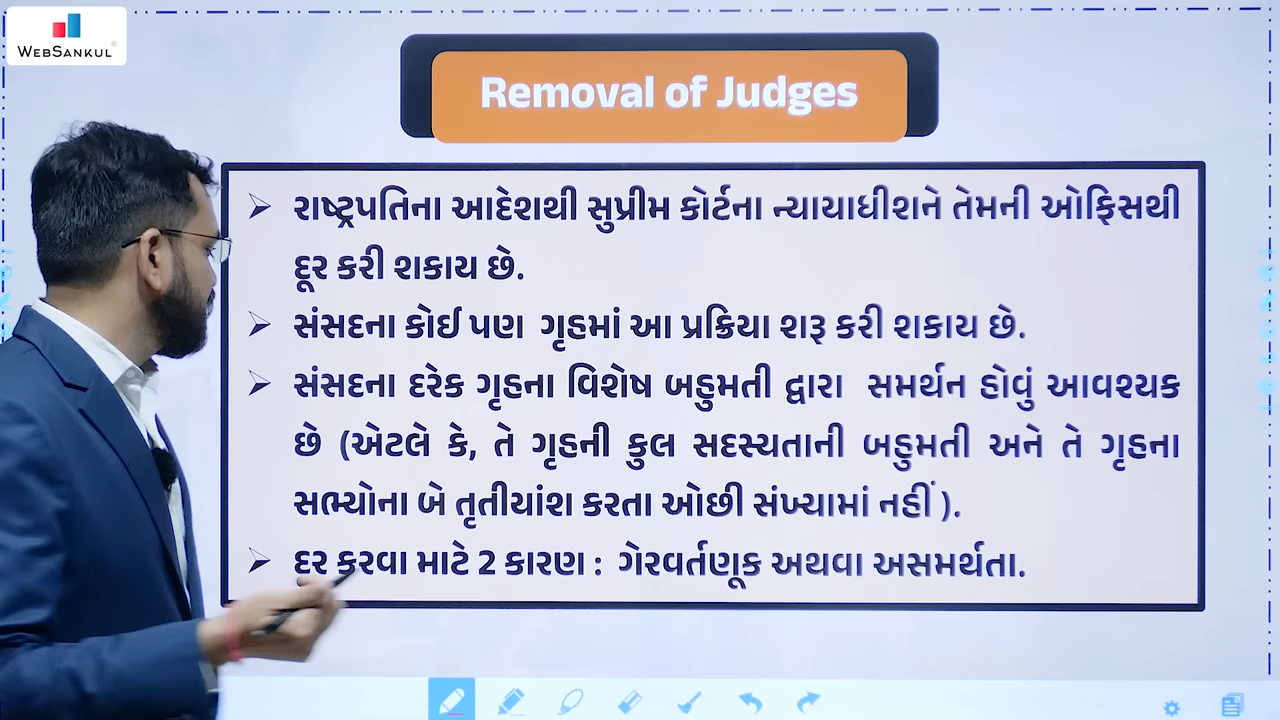 WEBSANKUL
Removal of Judges
રાષ્ટ્રપતિના આદેશથી સુપ્રીમ કોર્ટના ન્યાયાધીશને તેમની ઓફિસથી
દૂર કરી શકાય છે.
સંસદના કોઈ પણ ગૃહમાં આ પ્રક્રિયા શરૂ કરી શકાય છે.
સંસદના દરેક ગૃહના વિશેષ બહુમતી દ્વારા સમર્થન હોવું આવશ્યક
છે (એટલે કે, તે ગૃહની કુલ સદસ્યતાની બહુમતી અને તે ગૃહના
સભ્યોના બે તૃતીયાંશ કરતા ઓછી સંખ્યામાં નહીં ).
કરવા માટે 2 કારણ : ગેરવર્તણૂક અથવા અસમર્થતા.